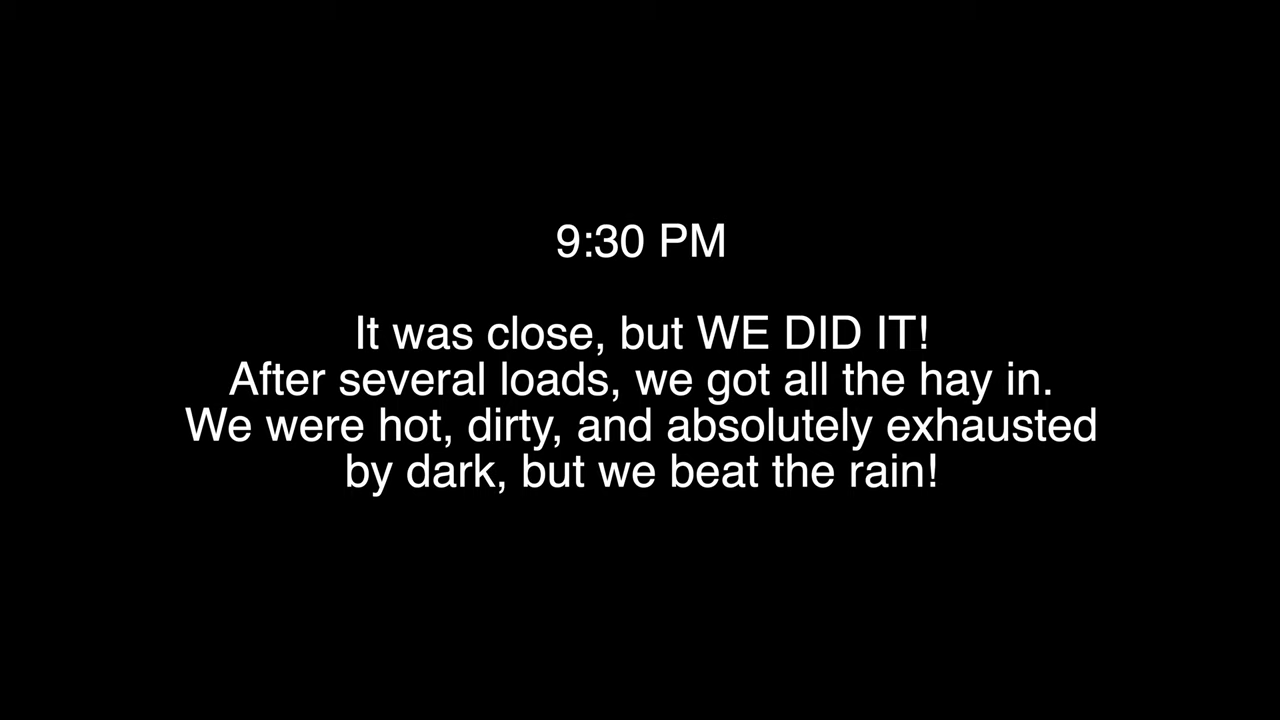 9:30 PM
It was close, but WE DID IT!
After several loads, we got all the hay in.
We were hot, dirty, and absolutely exhausted
by dark, but we beat the rain!